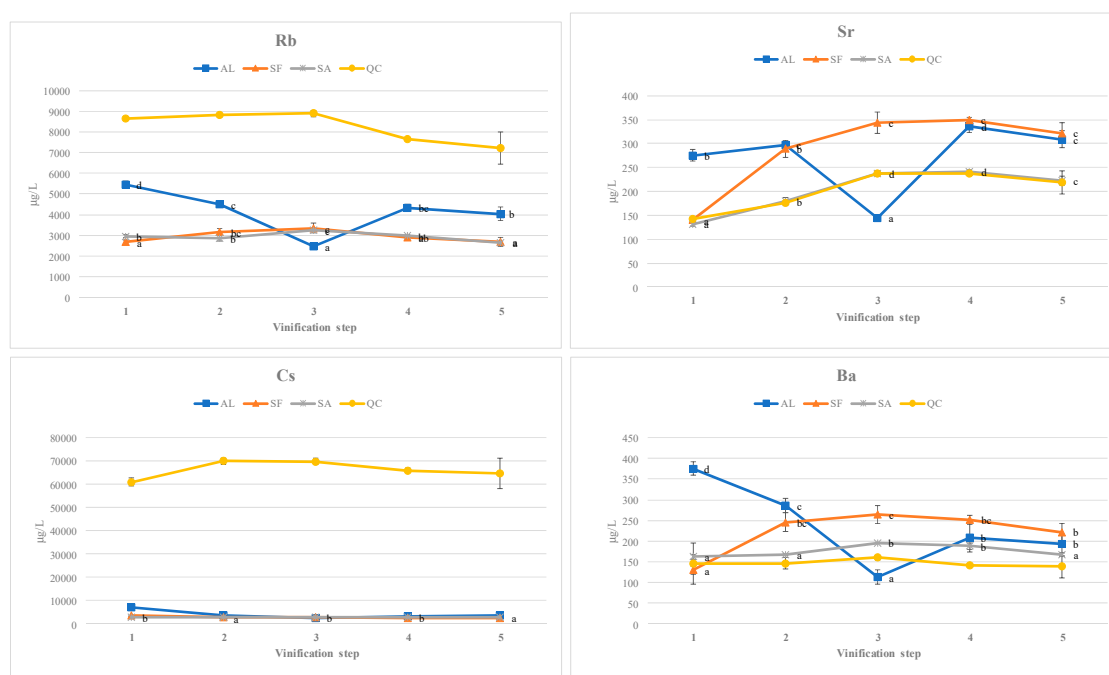 Rb
AL SF SA QC
10000
9000
8000
7000
6000
5000
4000
3000
2000
1000
0
µg/L
d
c
bc
b
b
bc
a
b
a
c
a
a
1 2 3 4 5
Vinification step
Sr
AL SF SA QC
400
350
300
250
200
150
100
50
0
µg/L
c
c
c
b
c
b
c
d
d
c
b
a
a
a
1 2 3 4 5
Vinification step
Cs
AL SF SA QC
80000
70000
60000
50000
40000
30000
20000
10000
0
µg/L
b a b b a
1 2 3 4 5
Vinification step
Ba
AL SF SA QC
450
400
350
300
250
200
150
100
50
0
µg/L
d
c
bc
c
bc
b
b
b
a
a
b
b
a
a
a
1 2 3 4 5
Vinification step